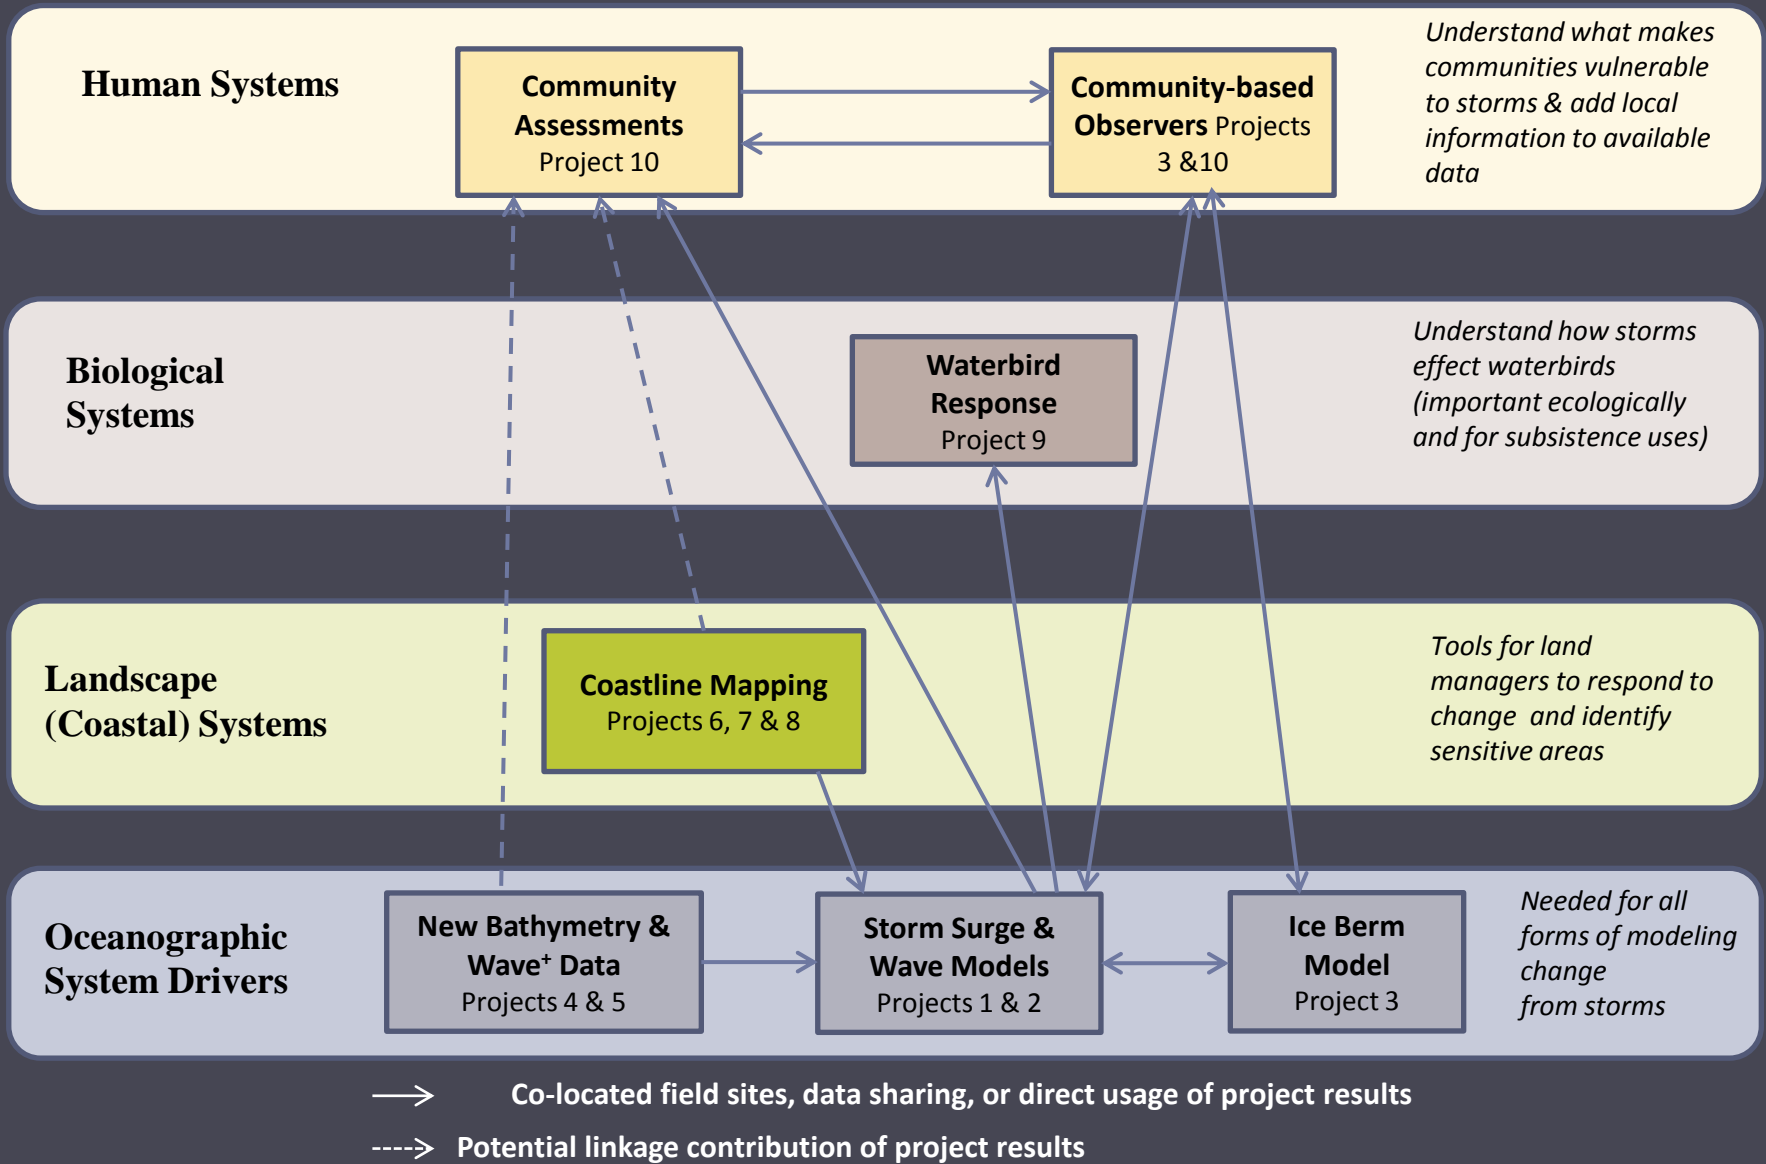 Human Systems
Community
Assessments
Project 10
Community-based
Observers Projects
3 &10
Understand what makes
communities vulnerable
to storms & add local
information to available
data
Biological
Systems
Waterbird
Response
Project 9
Understand how storms
effect waterbirds
(important ecologically
and for subsistence uses)
Landscape
(Coastal) Systems
Coastline Mapping
Projects 6, 7 & 8
Tools for land
managers to respond to
change and identify
sensitive areas
Oceanographic
System Drivers
New Bathymetry &
Wave⁺ Data
Projects 4 & 5
Storm Surge &
Wave Models
Projects 1 & 2
Ice Berm
Model
Project 3
Needed for all
forms of modeling
change
from storms
Co-located field sites, data sharing, or direct usage of project results
Potential linkage contribution of project results